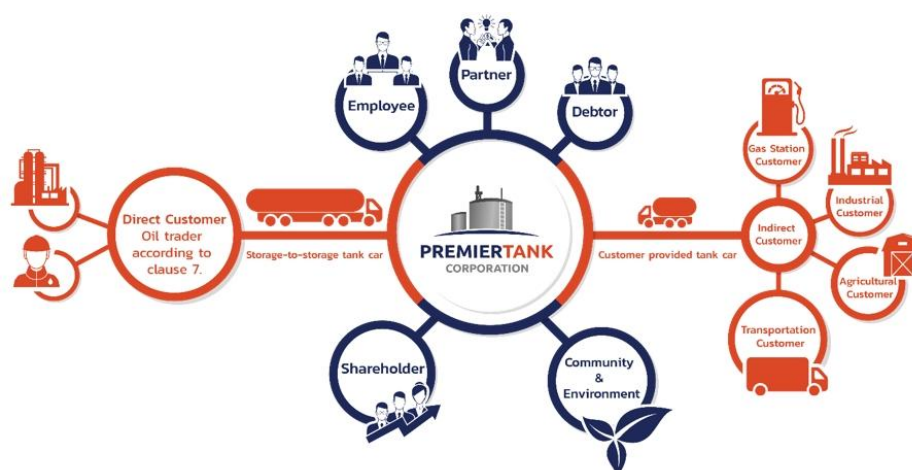 Employee
Partner
Debtor
Direct Customer
Oil trader
according to
clause 7.
Storage-to-storage tank car
PREMIERTANK
CORPORATION
Customer provided tank car
Gas Station
Customer
Industrial
Customer
Indirect
Customer
Agricultural
Customer
Transportation
Customer
Shareholder
Community
&
Environment